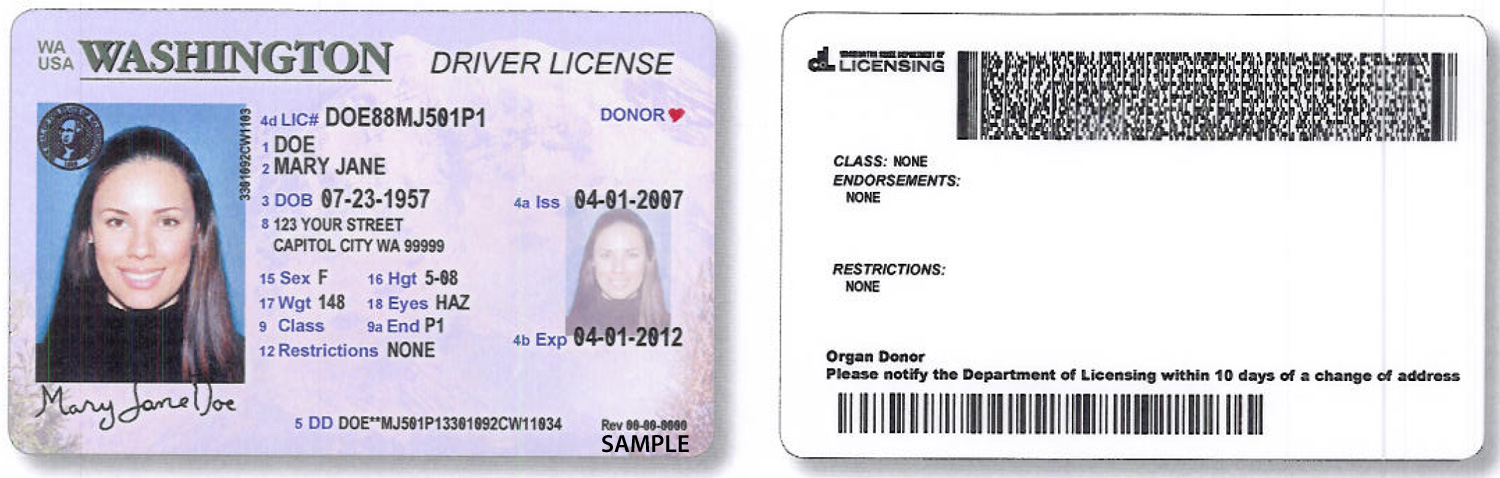 WA
USA
WASHINGTON DRIVER LICENSE
4d LIC# DOE88MJ501P1 DONOR
1 DOE
2 MARY JANE
3 DOB 07-23-1957 4a Iss 04-01-2007
8 123 YOUR STREET
CAPITOL CITY WA 99999
15 Sex F 16 Hgt 5-08
17 Wgt 148 18 Eyes HAZ
9 Class 9a End P1
4b Exp 04-01-2012
12 Restrictions NONE
3301092CW1103
Mary Jane Doe
5 DD DOE**MJ501P13301092CW11034 Rev 00-00-0000
SAMPLE
WASHINGTON STATE DEPARTMENT OF
dL LICENSING
CLASS: NONE
ENDORSEMENTS:
NONE
RESTRICTIONS:
NONE
Organ Donor
Please notify the Department of Licensing within 10 days of a change of address